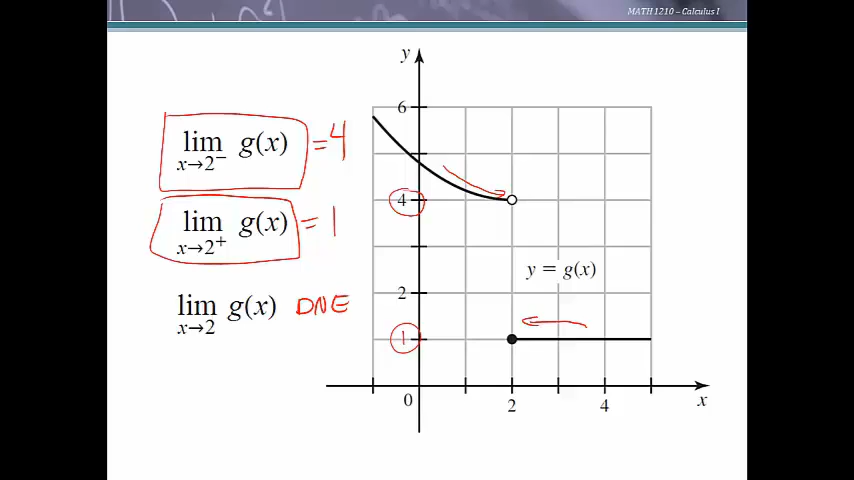 MATH 1210 – Calculus I
lim g(x) = 4
x→2⁻
lim g(x) = 1
x→2⁺
lim g(x) DNE
x→2
y
6
4
2
1
0
2
4
x
y = g(x)